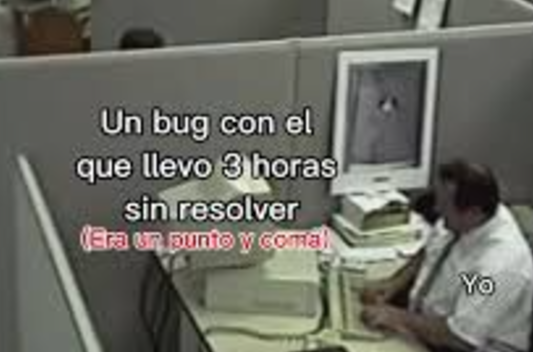 Un bug con el
que llevo 3 horas
sin resolver
(Era un punto y coma)
Yo